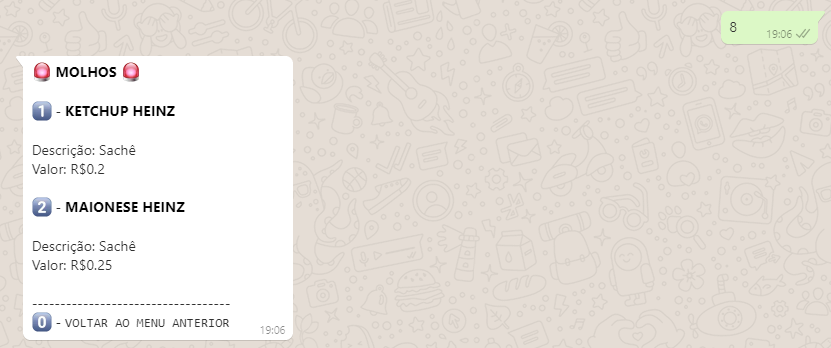 8
19:06
🚨 MOLHOS 🚨
1 - KETCHUP HEINZ
Descrição: Sachê
Valor: R$0.2
2 - MAIONESE HEINZ
Descrição: Sachê
Valor: R$0.25
-----------------------------------
0 - VOLTAR AO MENU ANTERIOR
19:06